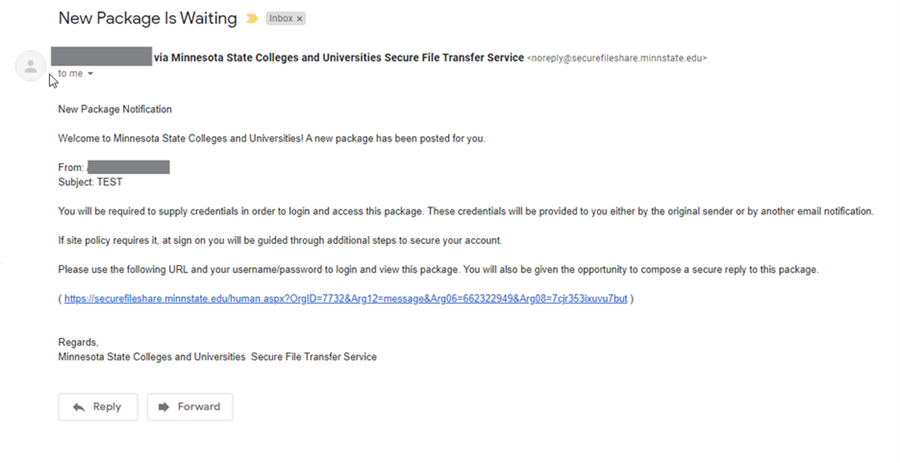 New Package Is Waiting Inbox x
via Minnesota State Colleges and Universities Secure File Transfer Service <noreply@securefileshare.minnstate.edu>
to me
New Package Notification
Welcome to Minnesota State Colleges and Universities! A new package has been posted for you.
From:
Subject: TEST
You will be required to supply credentials in order to login and access this package. These credentials will be provided to you either by the original sender or by another email notification.
If site policy requires it, at sign on you will be guided through additional steps to secure your account.
Please use the following URL and your username/password to login and view this package. You will also be given the opportunity to compose a secure reply to this package.
( https://securefileshare.minnstate.edu/human.aspx?OrgID=7732&Arg12=message&Arg06=662322949&Arg08=7cjr353ixuvu7but )
Regards,
Minnesota State Colleges and Universities  Secure File Transfer Service
Reply Forward